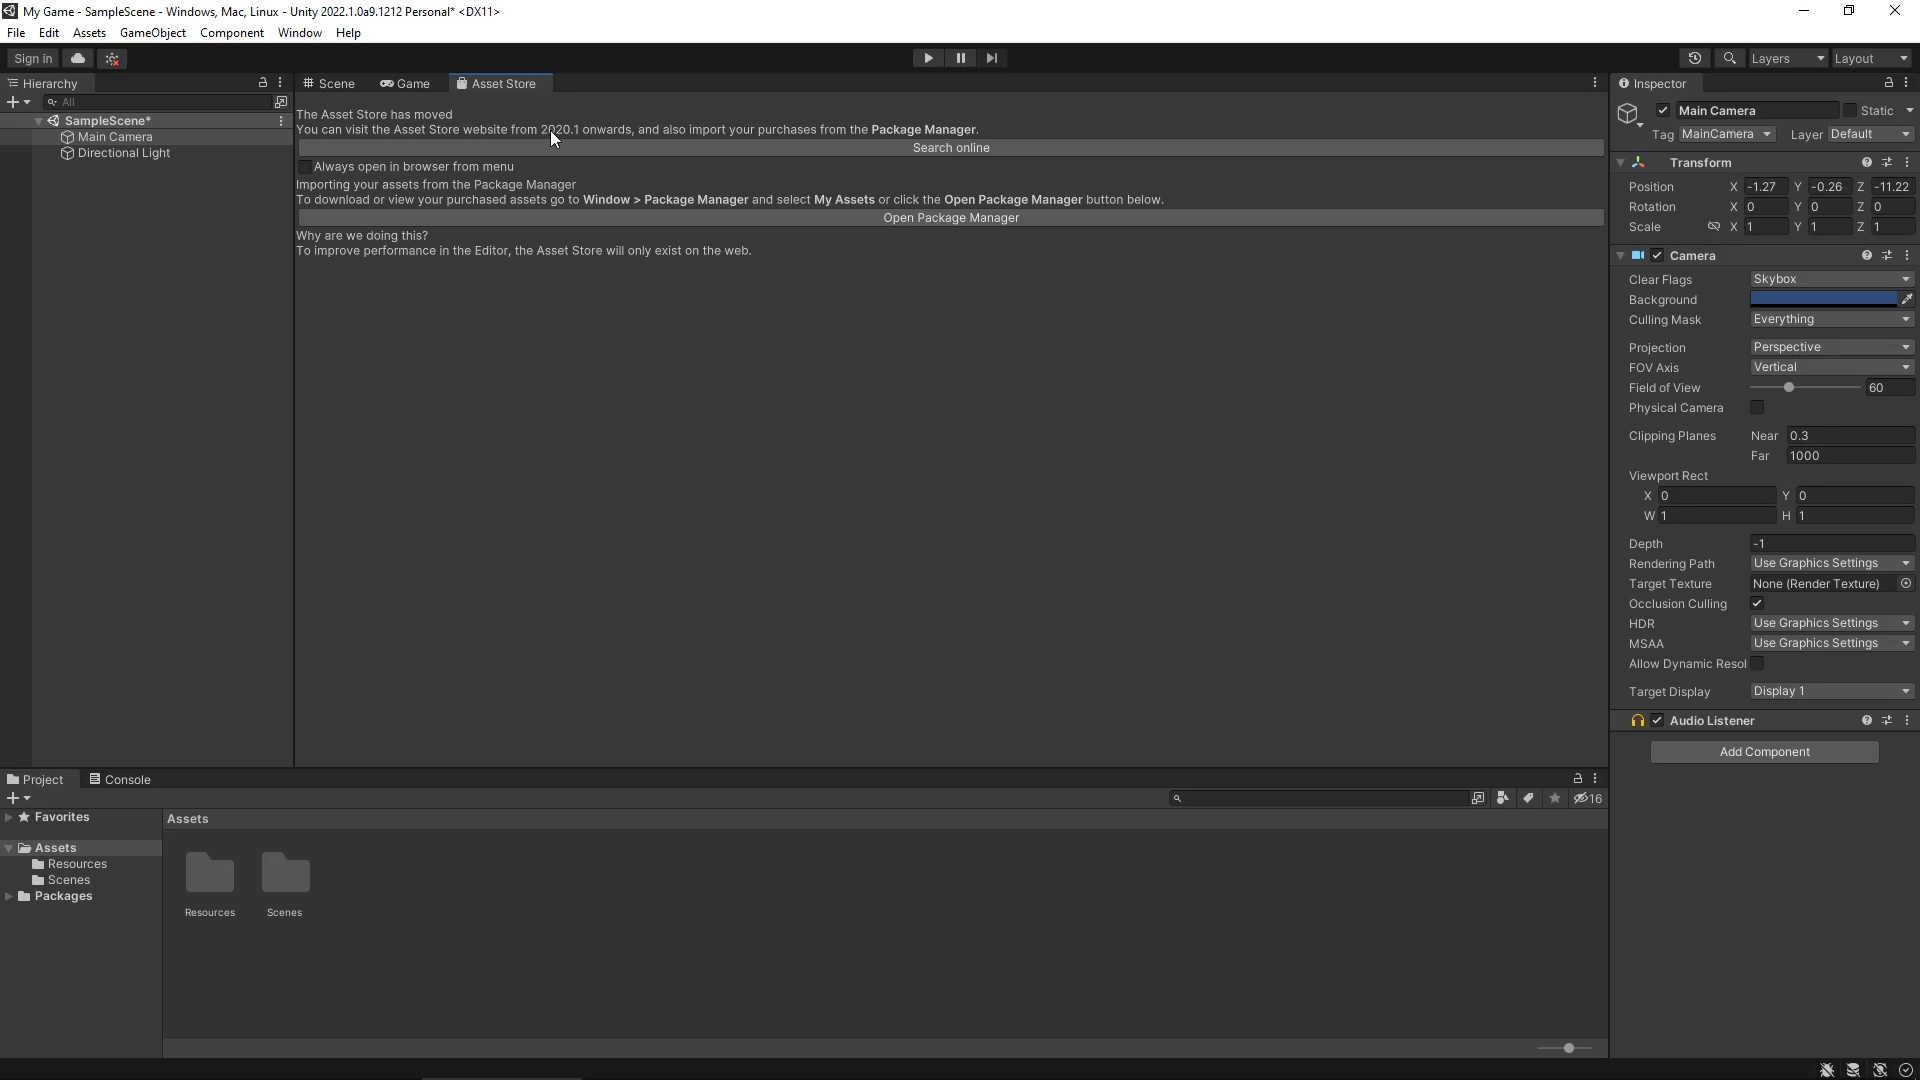 My Game - SampleScene - Windows, Mac, Linux - Unity 2022.1.0a9.1212 Personal* <DX11>
File Edit Assets GameObject Component Window Help
Sign in
Layers Layout
Hierarchy
All
SampleScene*
Main Camera
Directional Light
Scene Game Asset Store
The Asset Store has moved
You can visit the Asset Store website from 2020.1 onwards, and also import your purchases from the Package Manager.
Search online
Always open in browser from menu
Importing your assets from the Package Manager
To download or view your purchased assets go to Window > Package Manager and select My Assets or click the Open Package Manager button below.
Open Package Manager
Why are we doing this?
To improve performance in the Editor, the Asset Store will only exist on the web.
Inspector
Main Camera Static
Tag MainCamera Layer Default
Transform
Position X -1.27 Y -0.26 Z -11.22
Rotation X 0 Y 0 Z 0
Scale X 1 Y 1 Z 1
Camera
Clear Flags Skybox
Background
Culling Mask Everything
Projection Perspective
FOV Axis Vertical
Field of View 60
Physical Camera
Clipping Planes Near 0.3
Far 1000
Viewport Rect
X 0 Y 0
W 1 H 1
Depth -1
Rendering Path Use Graphics Settings
Target Texture None (Render Texture)
Occlusion Culling
HDR Use Graphics Settings
MSAA Use Graphics Settings
Allow Dynamic Resol
Target Display Display 1
Audio Listener
Add Component
Project Console
16
Favorites
Assets
Resources
Scenes
Packages
Assets
Resources Scenes